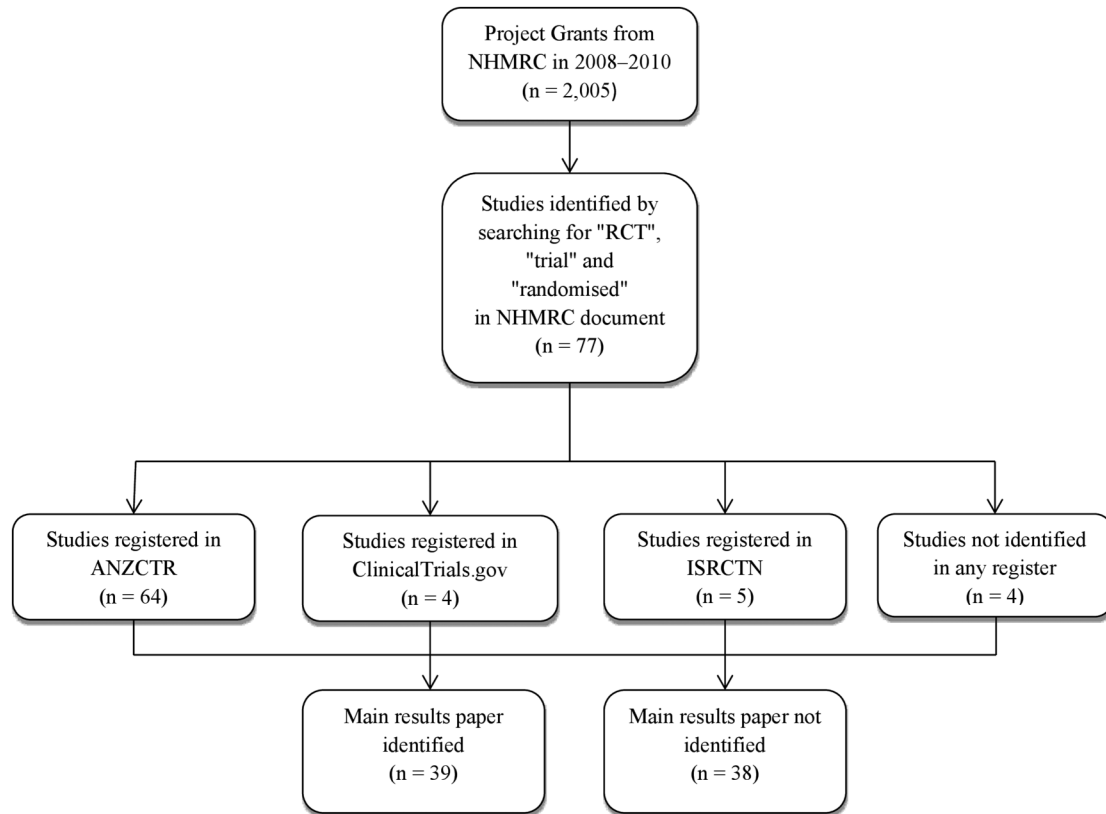 Project Grants from
NHMRC in 2008–2010
(n = 2,005)
Studies identified by
searching for "RCT",
"trial" and
"randomised"
in NHMRC document
(n = 77)
Studies registered in
ANZCTR
(n = 64)
Studies registered in
ClinicalTrials.gov
(n = 4)
Studies registered in
ISRCTN
(n = 5)
Studies not identified
in any register
(n = 4)
Main results paper
identified
(n = 39)
Main results paper not
identified
(n = 38)